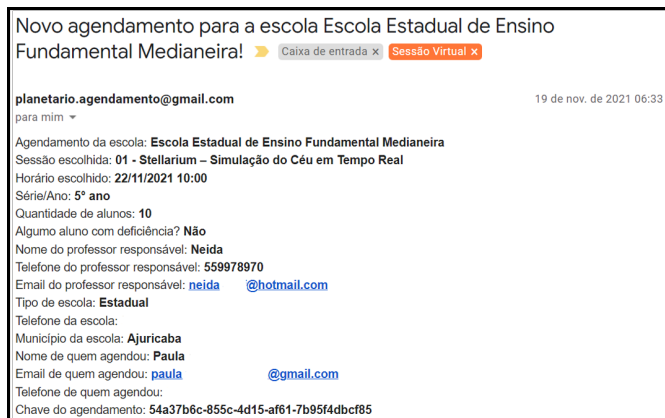 Novo agendamento para a escola Escola Estadual de Ensino
Fundamental Medianeira! Caixa de entrada x Sessão Virtual x
planetario.agendamento@gmail.com 19 de nov. de 2021 06:33
para mim
Agendamento da escola: Escola Estadual de Ensino Fundamental Medianeira
Sessão escolhida: 01 - Stellarium – Simulação do Céu em Tempo Real
Horário escolhido: 22/11/2021 10:00
Série/Ano: 5º ano
Quantidade de alunos: 10
Algumo aluno com deficiência? Não
Nome do professor responsável: Neida
Telefone do professor responsável: 559978970
Email do professor responsável: neida @hotmail.com
Tipo de escola: Estadual
Telefone da escola:
Município da escola: Ajuricaba
Nome de quem agendou: Paula
Email de quem agendou: paula @gmail.com
Telefone de quem agendou:
Chave do agendamento: 54a37b6c-855c-4d15-af61-7b95f4dbcf85